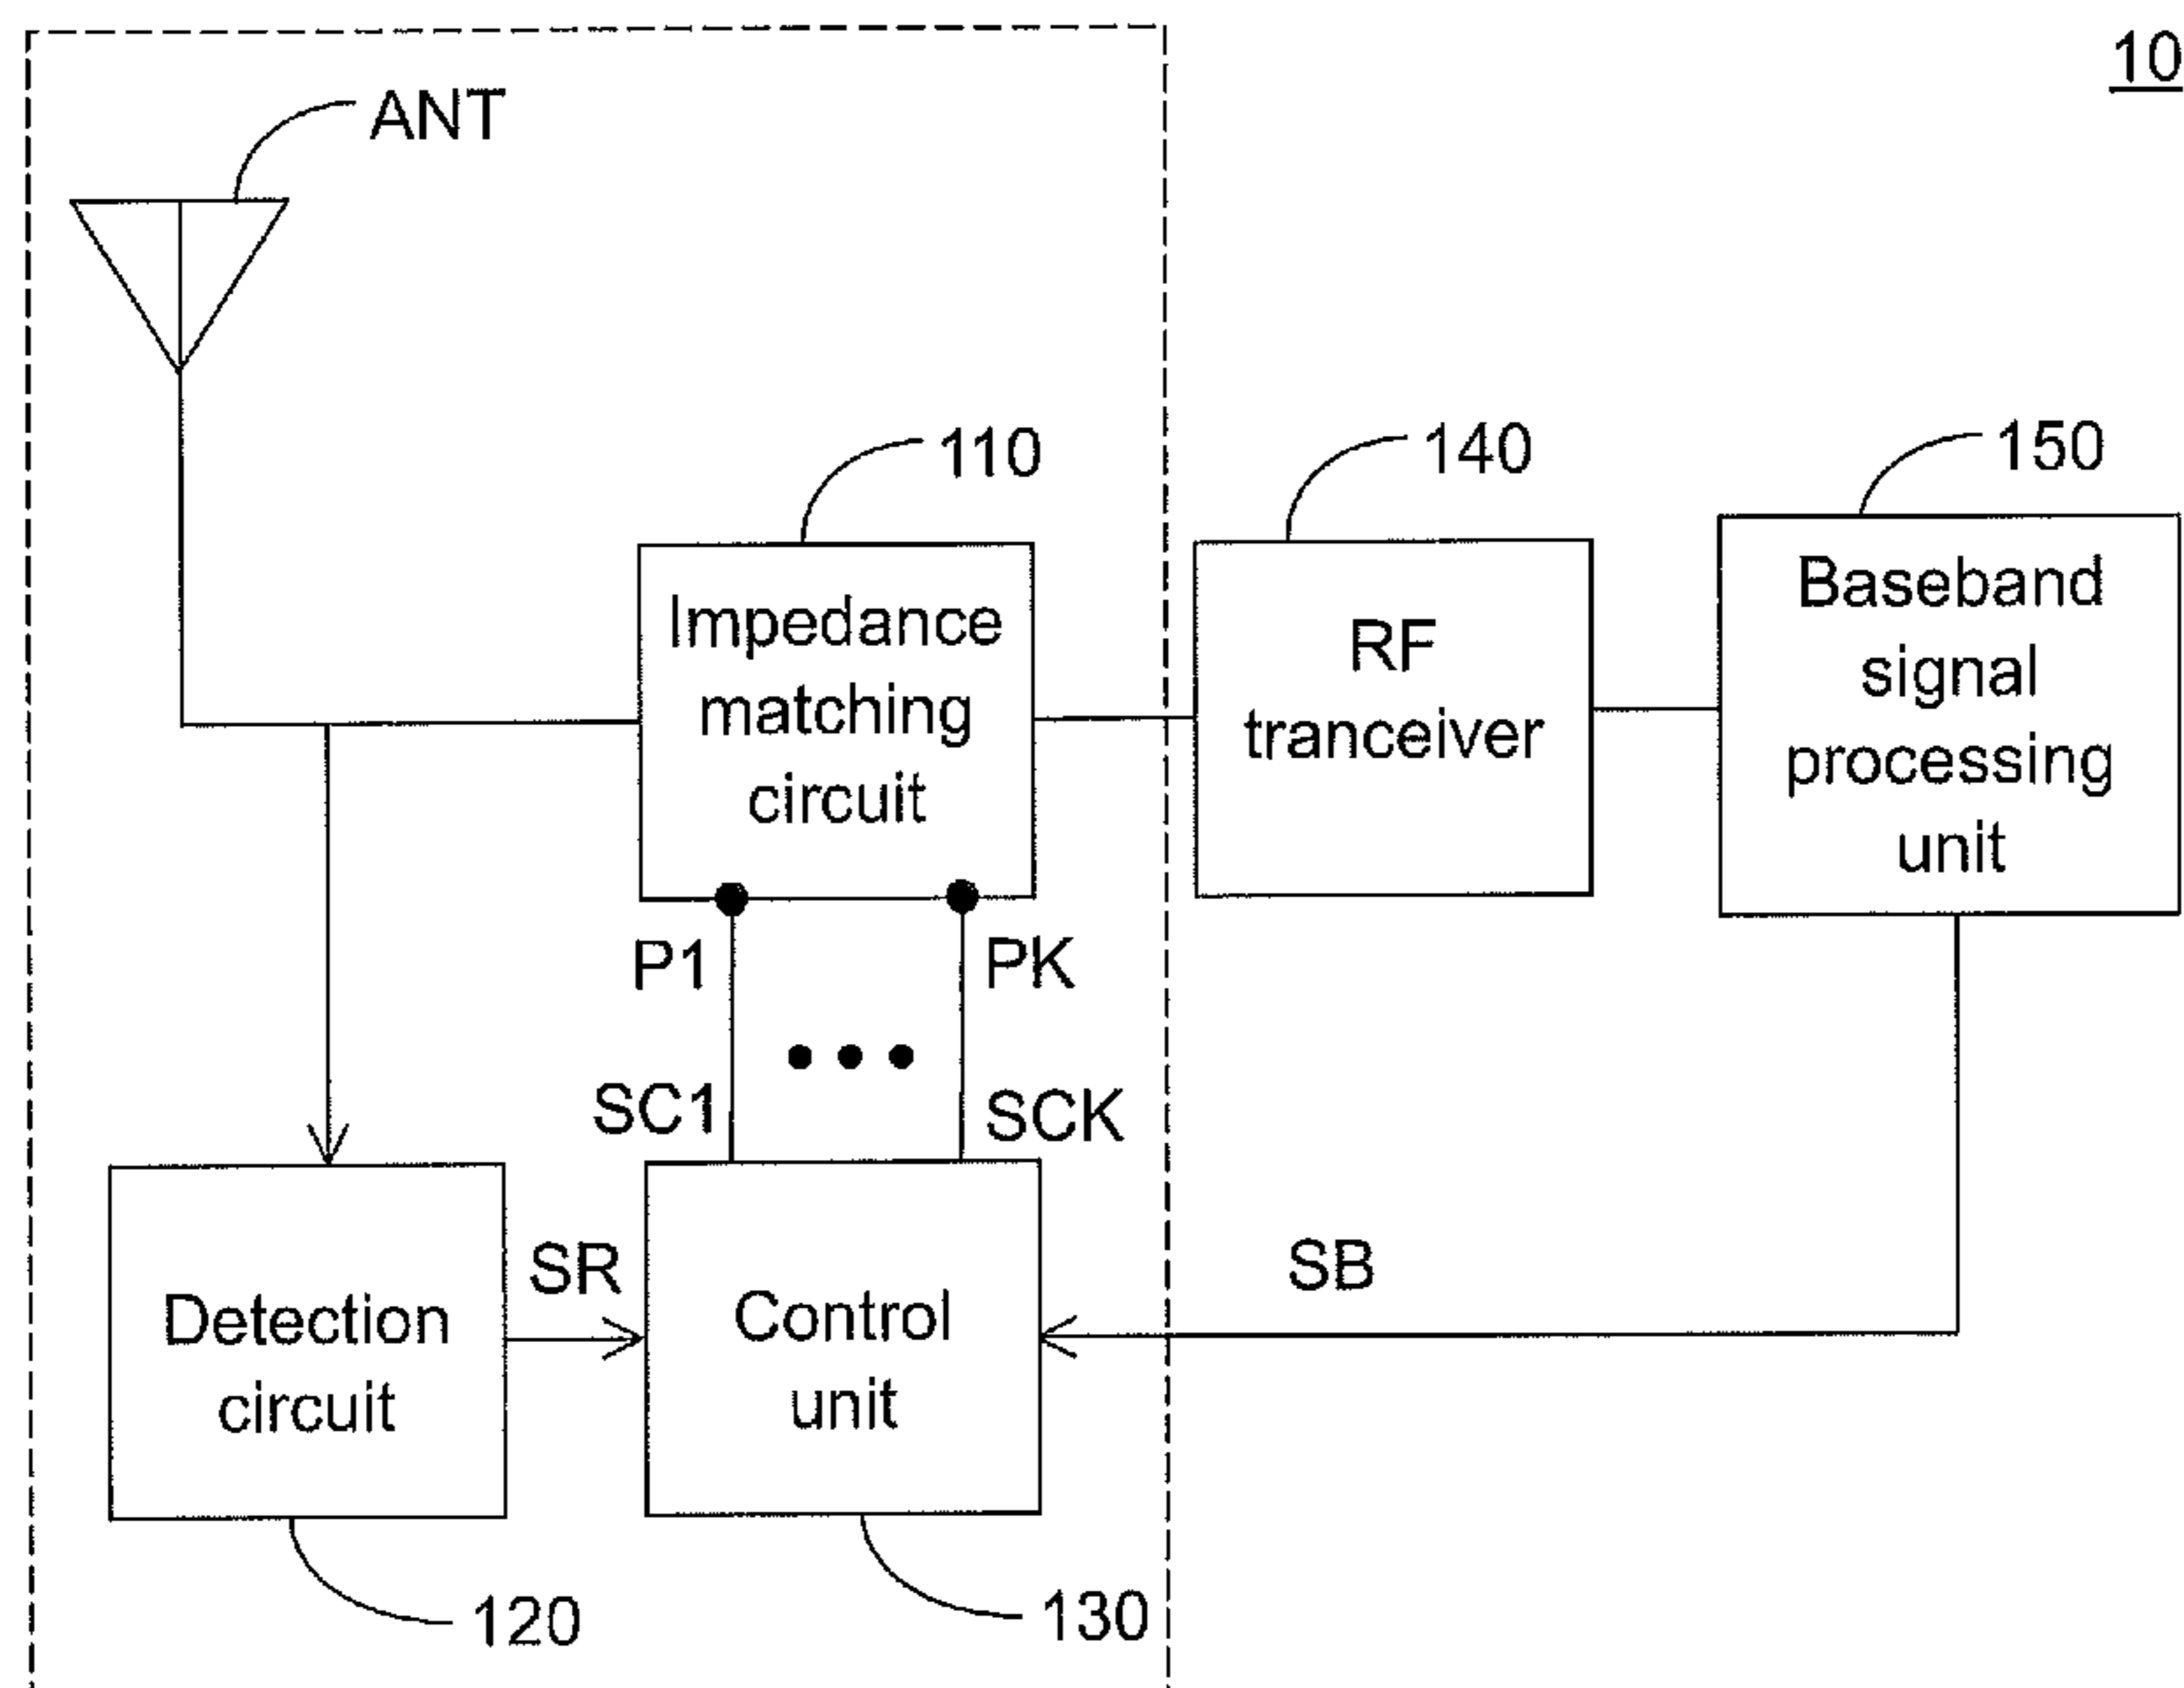 10
ANT
110
140
150
Impedance
matching
circuit
RF
tranceiver
Baseband
signal
processing
unit
P1
PK
SC1
SCK
SR
SB
Detection
circuit
Control
unit
120
130